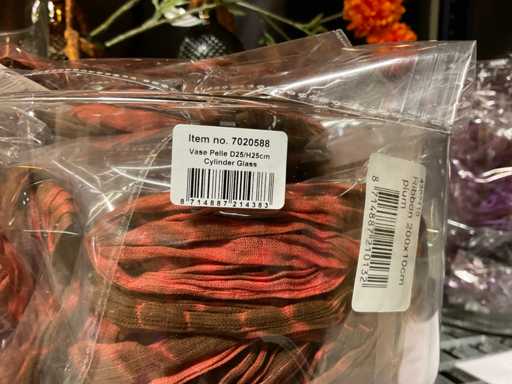 Item no. 7020588
Vase Pelle D25/H25cm
Cylinder Glass
8 714887 214383
Ribbon 200x10cm
plum
8 714887 210132